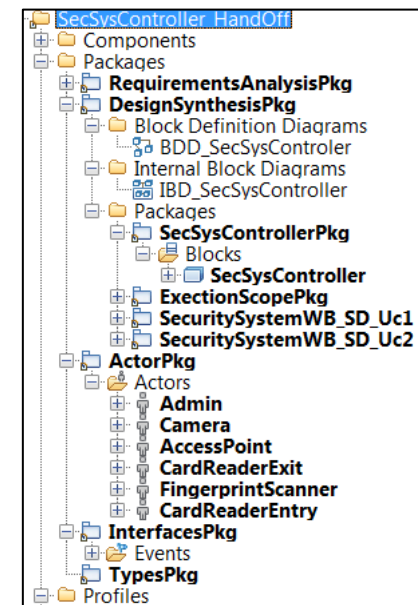 SecSysController_HandOff
Components
Packages
RequirementsAnalysisPkg
DesignSynthesisPkg
Block Definition Diagrams
BDD_SecSysControler
Internal Block Diagrams
IBD_SecSysController
Packages
SecSysControllerPkg
Blocks
SecSysController
ExectionScopePkg
SecuritySystemWB_SD_Uc1
SecuritySystemWB_SD_Uc2
ActorPkg
Actors
Admin
Camera
AccessPoint
CardReaderExit
FingerprintScanner
CardReaderEntry
InterfacesPkg
Events
TypesPkg
Profiles